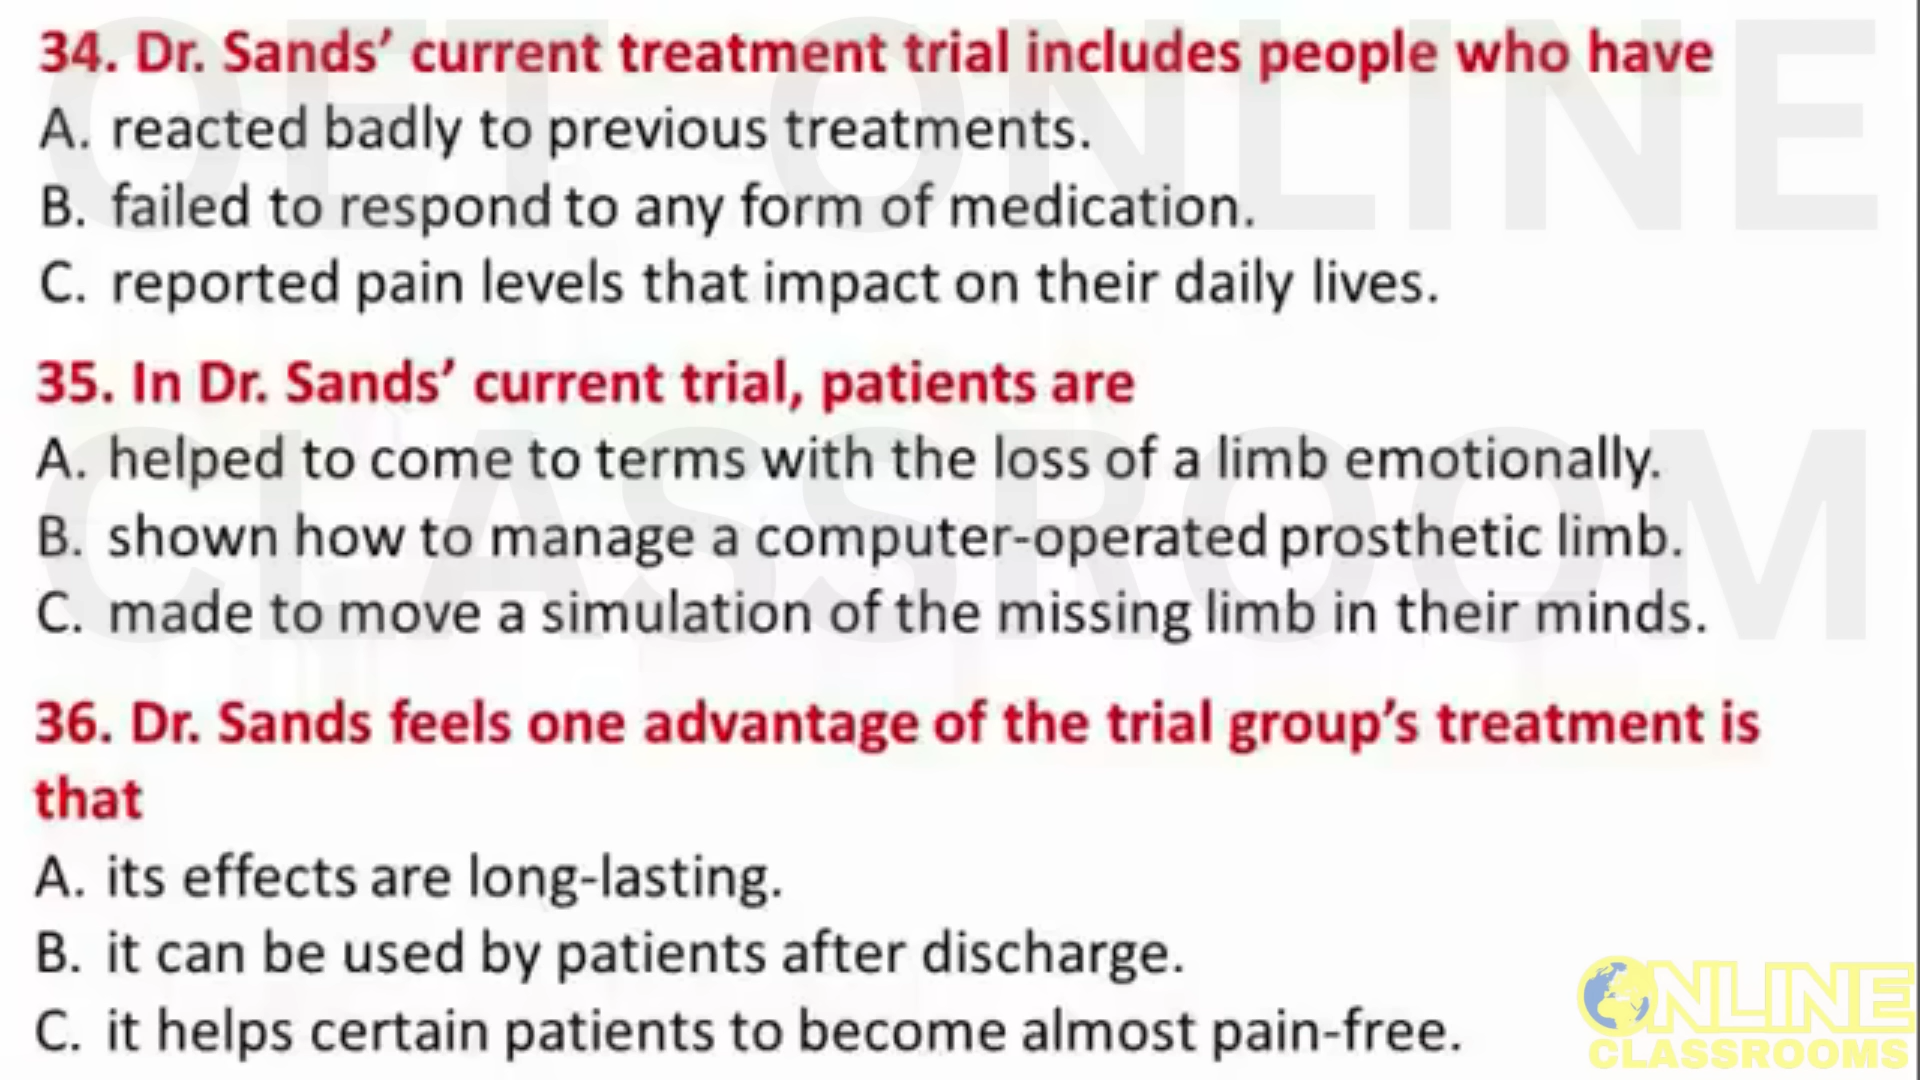 OET ONLINE
34. Dr. Sands’ current treatment trial includes people who have
A. reacted badly to previous treatments.
B. failed to respond to any form of medication.
C. reported pain levels that impact on their daily lives.
CLASSROOM
35. In Dr. Sands’ current trial, patients are
A. helped to come to terms with the loss of a limb emotionally.
B. shown how to manage a computer-operated prosthetic limb.
C. made to move a simulation of the missing limb in their minds.
36. Dr. Sands feels one advantage of the trial group’s treatment is
that
A. its effects are long-lasting.
B. it can be used by patients after discharge.
C. it helps certain patients to become almost pain-free.
ONLINE
CLASSROOMS